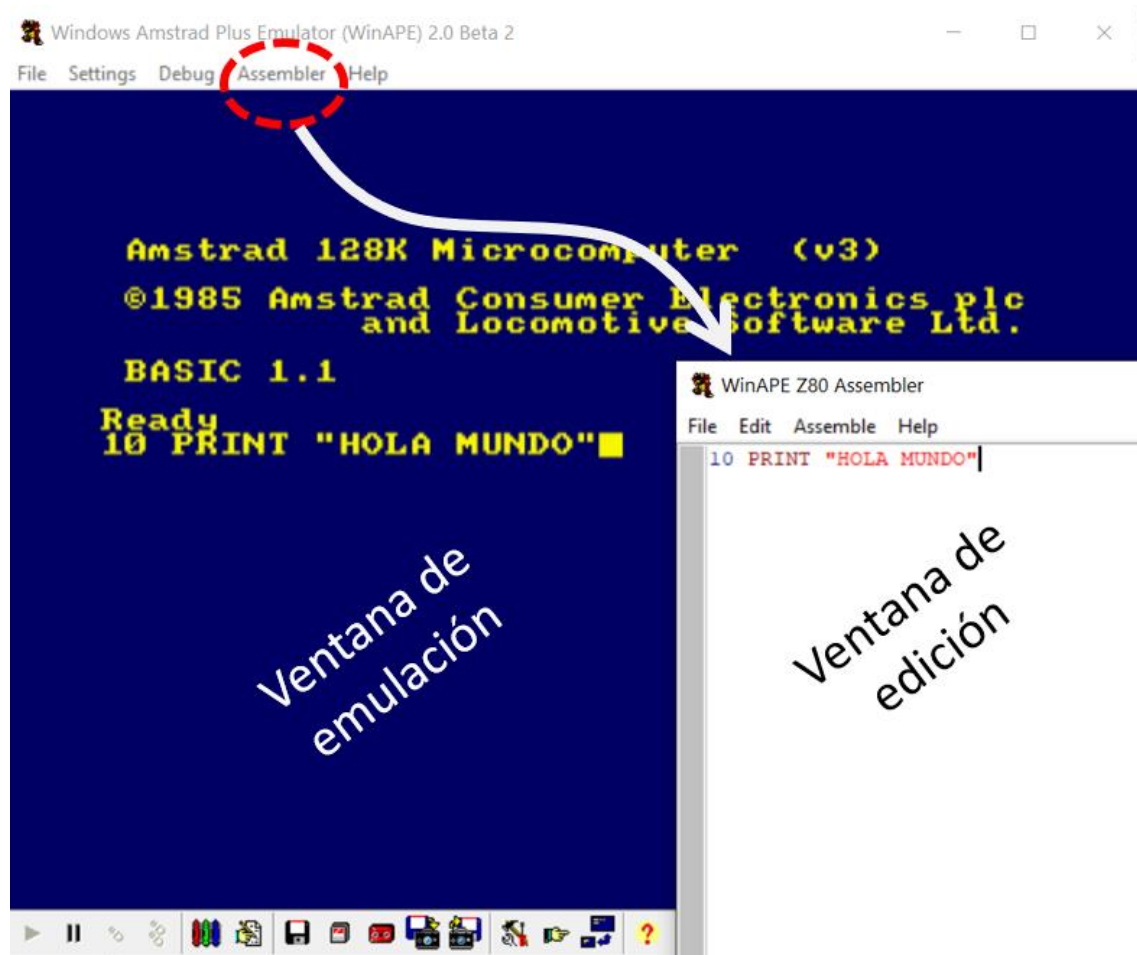 Windows Amstrad Plus Emulator (WinAPE) 2.0 Beta 2
File Settings Debug Assembler Help
Amstrad 128K Microcomputer (v3)
©1985 Amstrad Consumer Electronics plc
and Locomotive Software Ltd.
BASIC 1.1
Ready
10 PRINT "HOLA MUNDO"
Ventana de
emulación
WinAPE Z80 Assembler
File Edit Assemble Help
10 PRINT "HOLA MUNDO"
Ventana de
edición